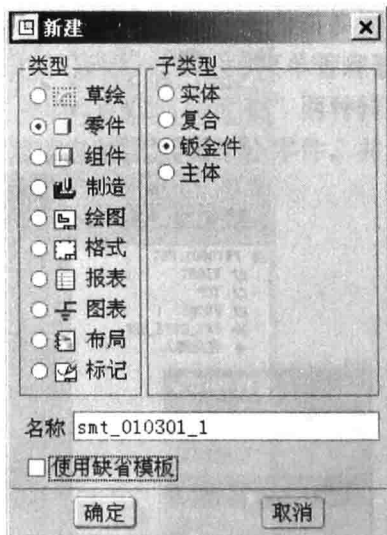 新建
类型
草绘
零件
组件
制造
绘图
格式
报表
图表
布局
标记
子类型
实体
复合
钣金件
主体
名称 smt_010301_1
使用缺省模板
确定 取消